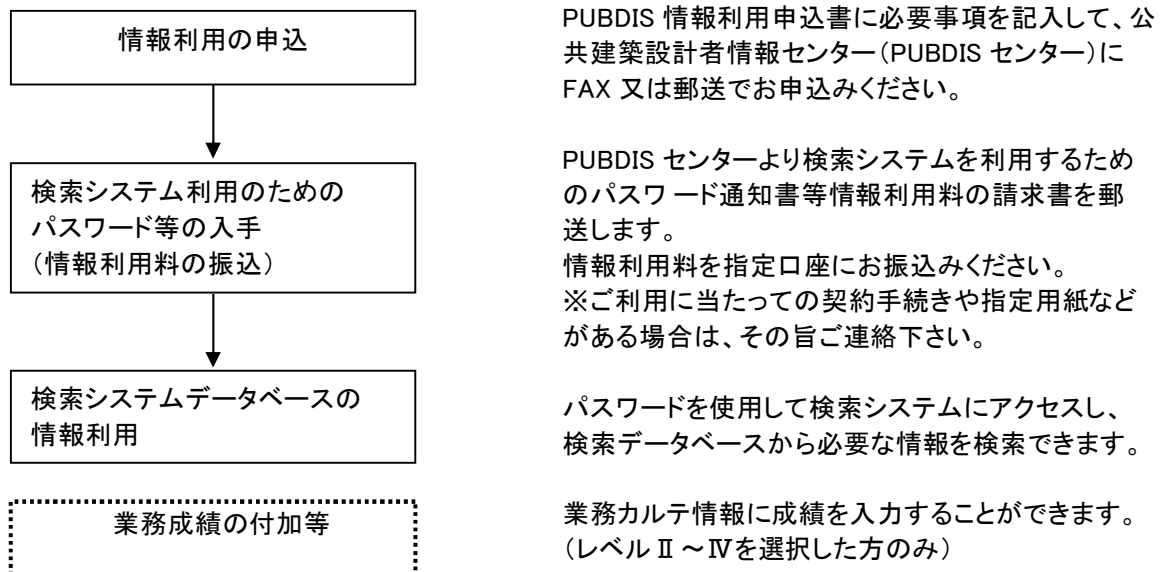 情報利用の申込
PUBDIS 情報利用申込書に必要事項を記入して、公
共建築設計者情報センター（PUBDIS センター）に
FAX 又は郵送でお申込みください。
検索システム利用のための
パスワード等の入手
（情報利用料の振込）
PUBDIS センターより検索システムを利用するため
のパスワード通知書等情報利用料の請求書を郵
送します。
情報利用料を指定口座にお振込みください。
※ご利用に当たっての契約手続きや指定用紙など
がある場合は、その旨ご連絡下さい。
検索システムデータベースの
情報利用
パスワードを使用して検索システムにアクセスし、
検索データベースから必要な情報を検索できます。
業務成績の付加等
業務カルテ情報に成績を入力することができます。
（レベルⅡ～Ⅳを選択した方のみ）